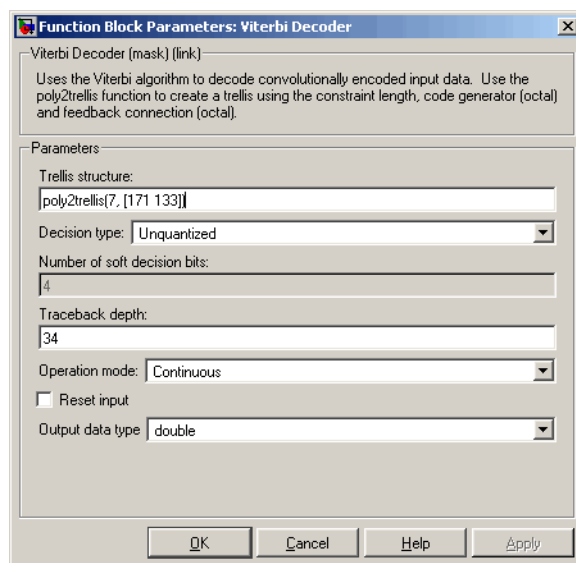 Function Block Parameters: Viterbi Decoder
Viterbi Decoder (mask) (link)
Uses the Viterbi algorithm to decode convolutionally encoded input data. Use the
poly2trellis function to create a trellis using the constraint length, code generator (octal)
and feedback connection (octal).
Parameters
Trellis structure:
poly2trellis(7, [171 133])
Decision type: Unquantized
Number of soft decision bits:
4
Traceback depth:
34
Operation mode: Continuous
Reset input
Output data type double
OK Cancel Help Apply